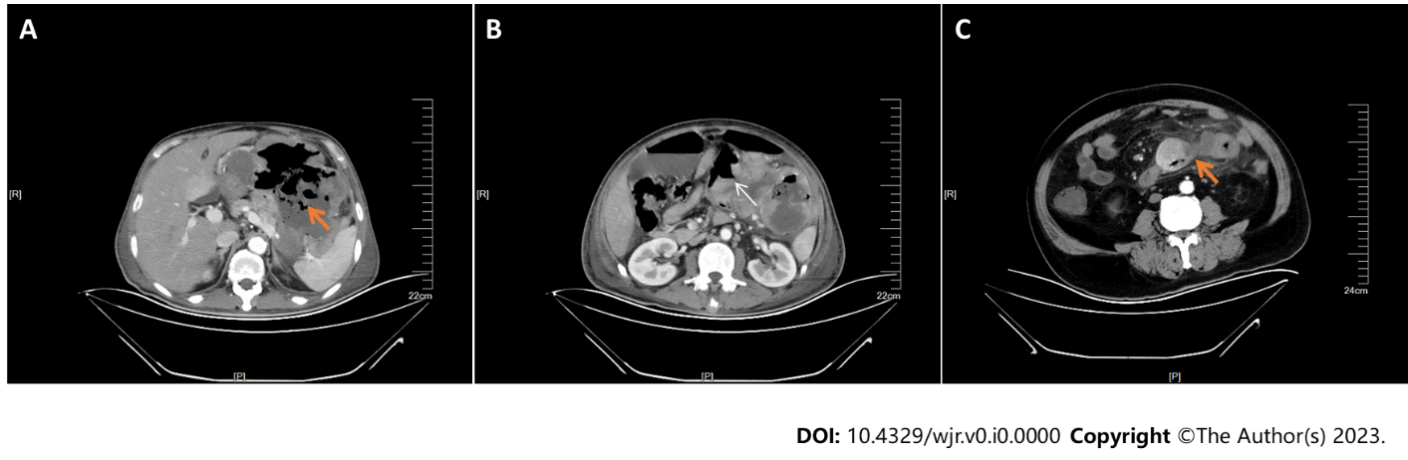 A
B
C
[R]
[R]
[R]
22cm
22cm
24cm
[P]
[P]
[P]
DOI: 10.4329/wjr.v0.i0.0000 Copyright ©The Author(s) 2023.